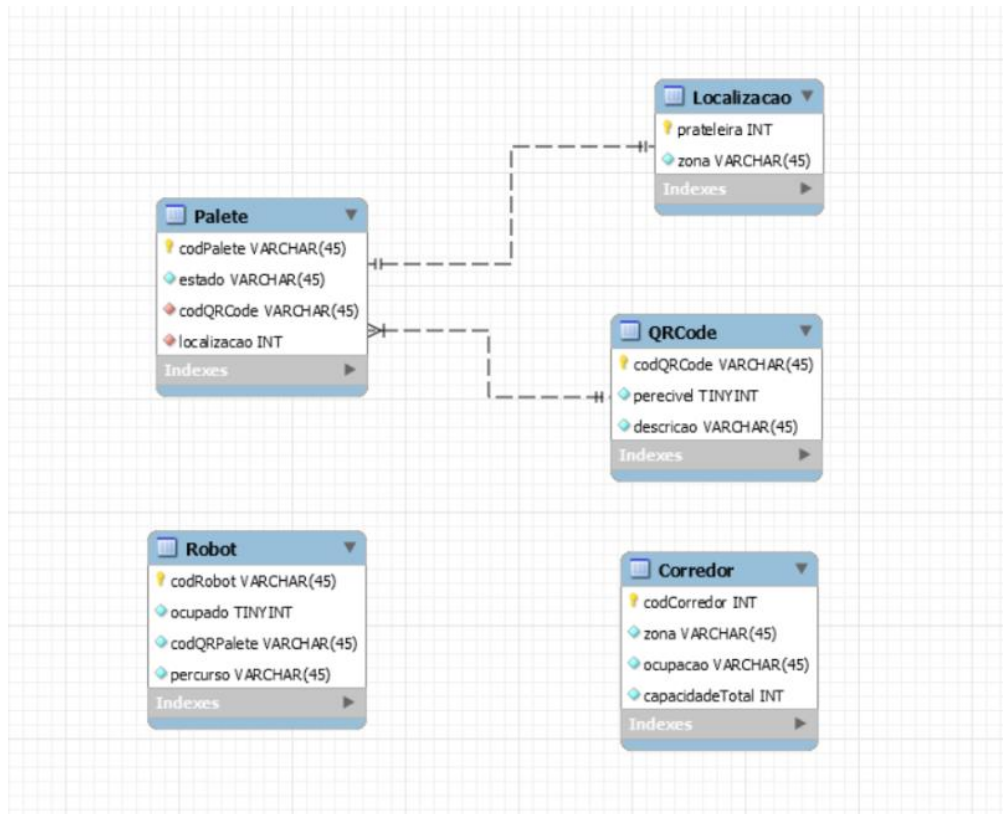 Localizacao
prateleira INT
zona VARCHAR(45)
Indexes
Palete
codPalete VARCHAR(45)
estado VARCHAR(45)
codQRCode VARCHAR(45)
localizacao INT
Indexes
QRCode
codQRCode VARCHAR(45)
perecivel TINYINT
descricao VARCHAR(45)
Indexes
Robot
codRobot VARCHAR(45)
ocupado TINYINT
codQRPalete VARCHAR(45)
percurso VARCHAR(45)
Indexes
Corredor
codCorredor INT
zona VARCHAR(45)
ocupacao VARCHAR(45)
capacidadeTotal INT
Indexes